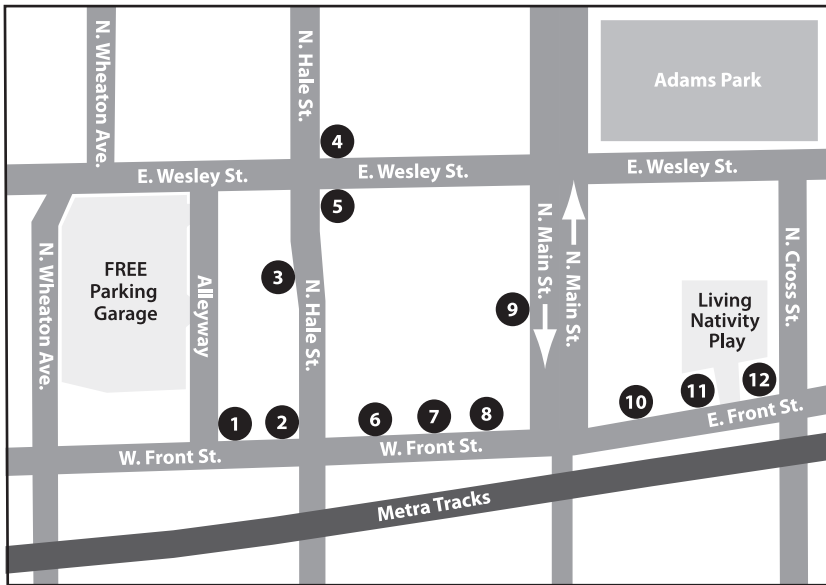 N. Wheaton Ave.
N. Hale St.
Adams Park
4
E. Wesley St.
E. Wesley St.
E. Wesley St.
5
N. Wheaton Ave.
FREE
Parking
Garage
Alleyway
3
N. Hale St.
N. Main St.
N. Main St.
9
N. Cross St.
Living
Nativity
Play
1
2
6
7
8
10
11
12
W. Front St.
W. Front St.
E. Front St.
Metra Tracks